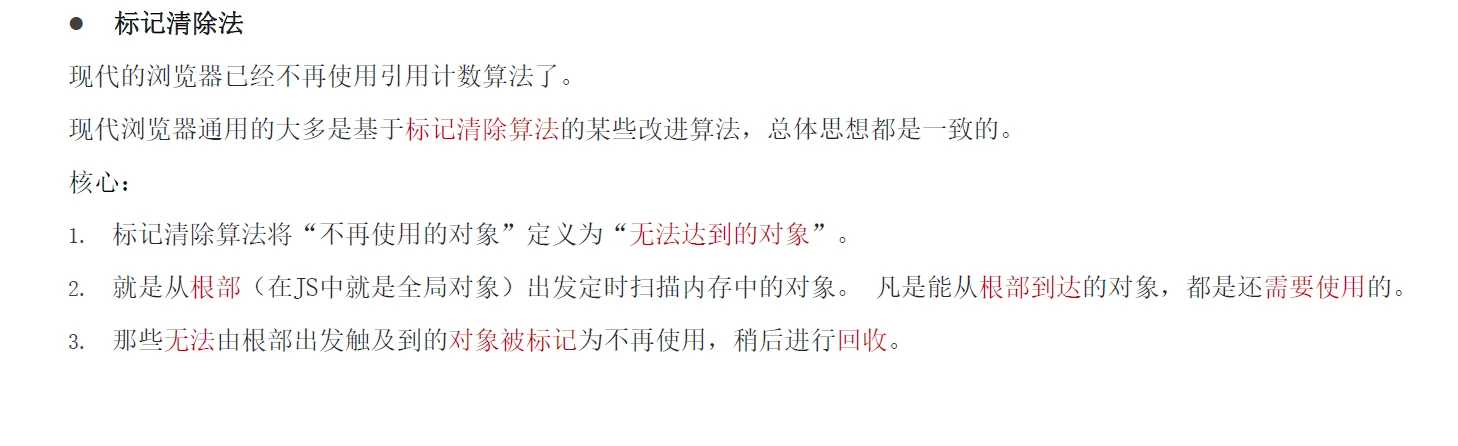 ● 标记清除法
现代的浏览器已经不再使用引用计数算法了。
现代浏览器通用的大多是基于标记清除算法的某些改进算法，总体思想都是一致的。
核心：
1. 标记清除算法将“不再使用的对象”定义为“无法达到的对象”。
2. 就是从根部（在JS中就是全局对象）出发定时扫描内存中的对象。 凡是能从根部到达的对象，都是还需要使用的。
3. 那些无法由根部出发触及到的对象被标记为不再使用，稍后进行回收。